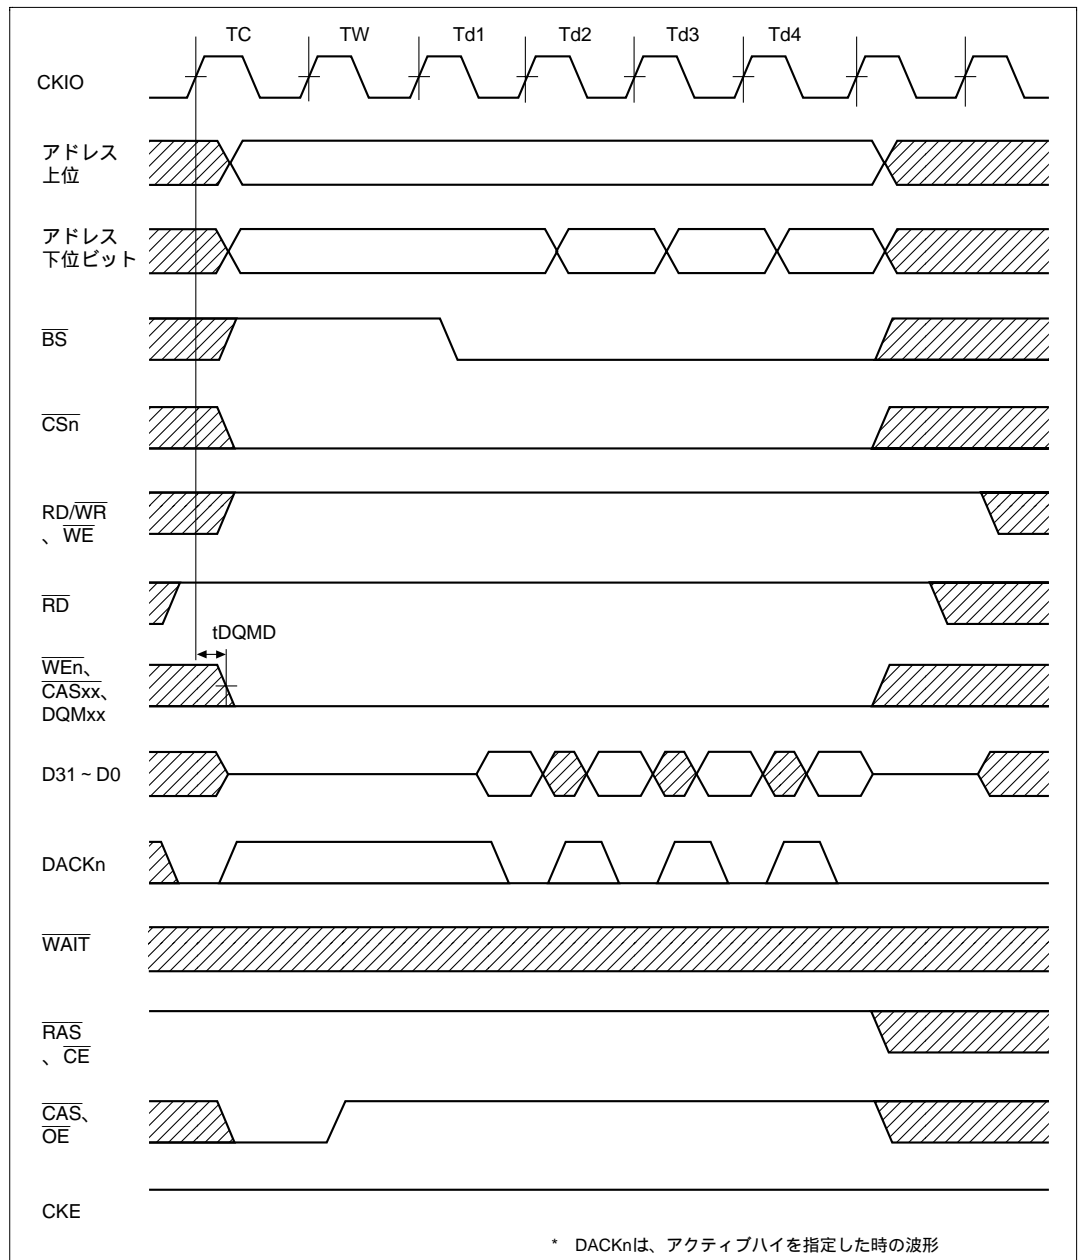 TC TW Td1 Td2 Td3 Td4
CKIO
アドレス
上位
アドレス
下位ビット
BS
CSn
RD/WR
、WE
RD
tDQMD
WEn、
CASxx、
DQMxx
D31 ~ D0
DACKn
WAIT
RAS
、CE
CAS、
OE
CKE
* DACKnは、アクティブハイを指定した時の波形